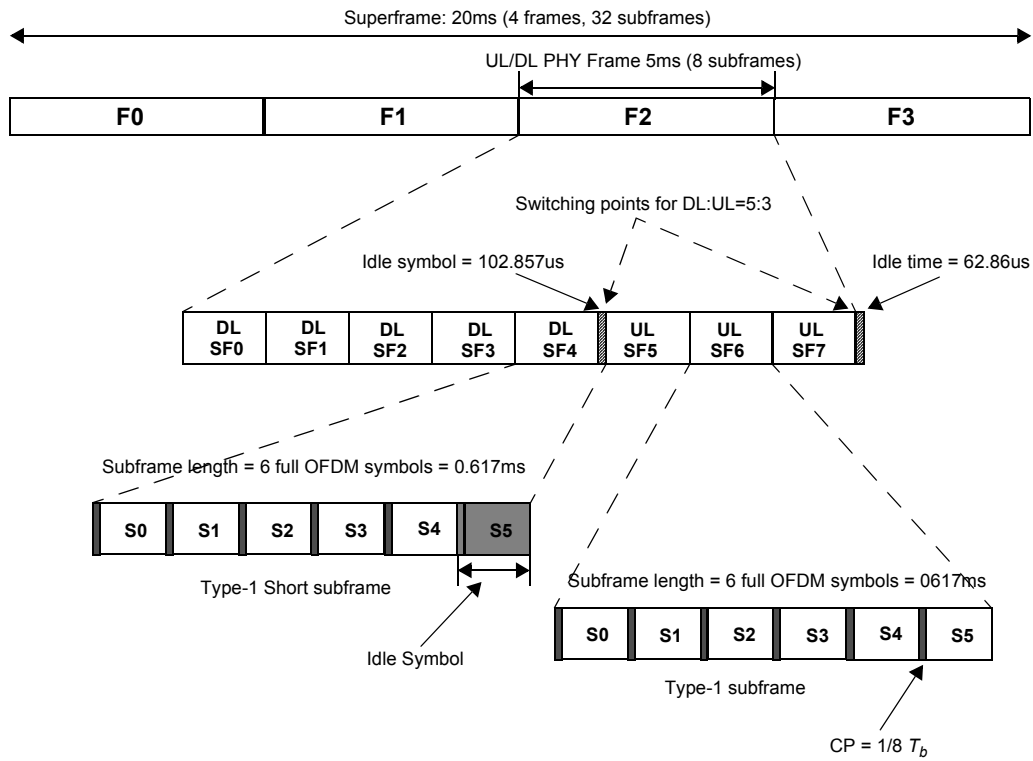 Superframe: 20ms (4 frames, 32 subframes)
UL/DL PHY Frame 5ms (8 subframes)
F0 F1 F2 F3
Switching points for DL:UL=5:3
Idle symbol = 102.857us
Idle time = 62.86us
DL DL DL DL DL UL UL UL
SF0 SF1 SF2 SF3 SF4 SF5 SF6 SF7
Subframe length = 6 full OFDM symbols = 0.617ms
S0 S1 S2 S3 S4 S5
Type-1 Short subframe
Idle Symbol
Subframe length = 6 full OFDM symbols = 0617ms
S0 S1 S2 S3 S4 S5
Type-1 subframe
CP = 1/8 T_b